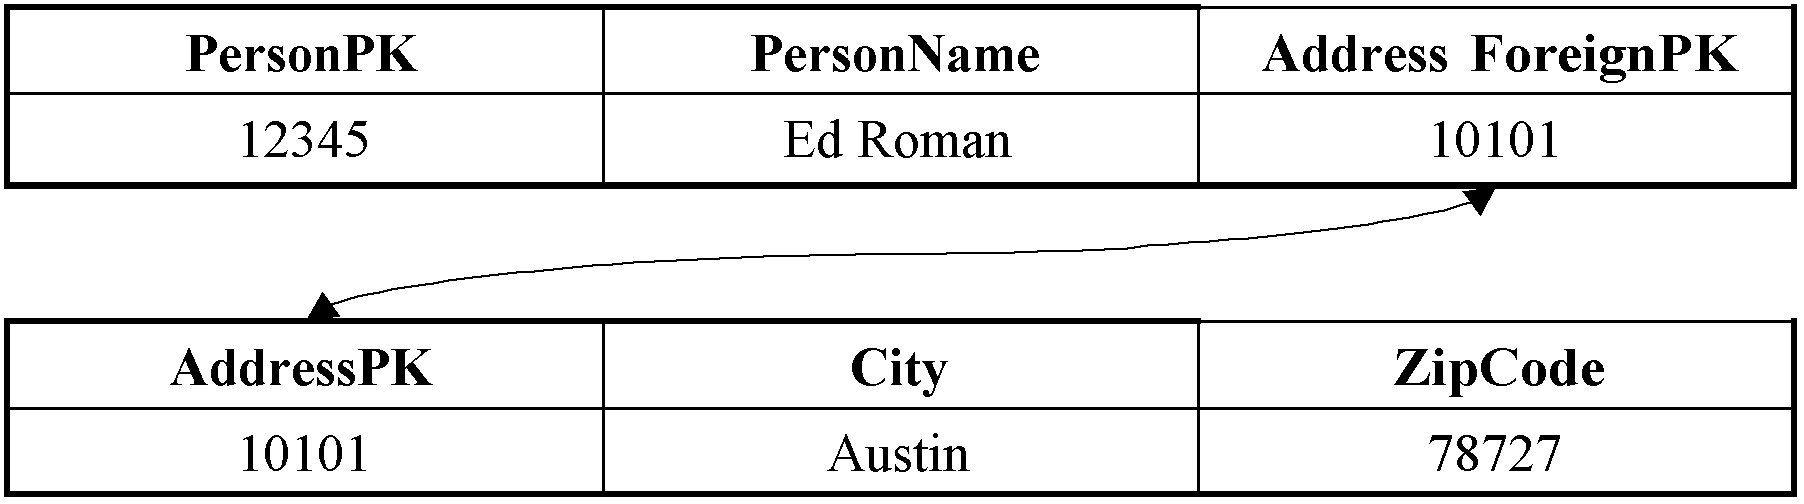 PersonPK PersonName Address ForeignPK
12345 Ed Roman 10101
AddressPK City ZipCode
10101 Austin 78727